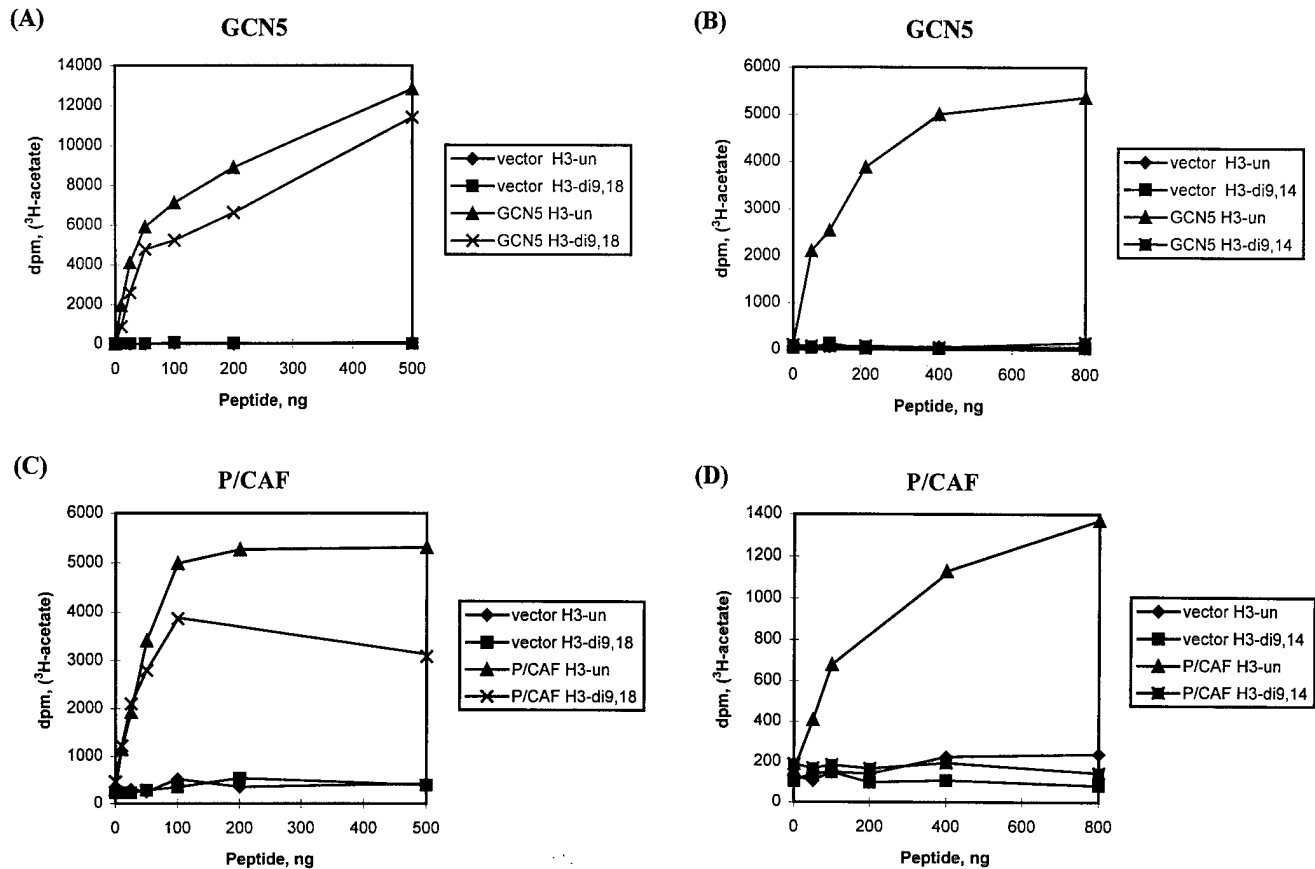 (A)
GCN5
14000
12000
10000
8000
6000
4000
2000
0
dpm, (³H-acetate)
0 100 200 300 400 500
Peptide, ng
vector H3-un
vector H3-di9,18
GCN5 H3-un
GCN5 H3-di9,18
(B)
GCN5
6000
5000
4000
3000
2000
1000
0
dpm, (³H-acetate)
0 200 400 600 800
Peptide, ng
vector H3-un
vector H3-di9,14
GCN5 H3-un
GCN5 H3-di9,14
(C)
P/CAF
6000
5000
4000
3000
2000
1000
0
dpm, (³H-acetate)
0 100 200 300 400 500
Peptide, ng
vector H3-un
vector H3-di9,18
P/CAF H3-un
P/CAF H3-di9,18
(D)
P/CAF
1400
1200
1000
800
600
400
200
0
dpm, (³H-acetate)
0 200 400 600 800
Peptide, ng
vector H3-un
vector H3-di9,14
P/CAF H3-un
P/CAF H3-di9,14